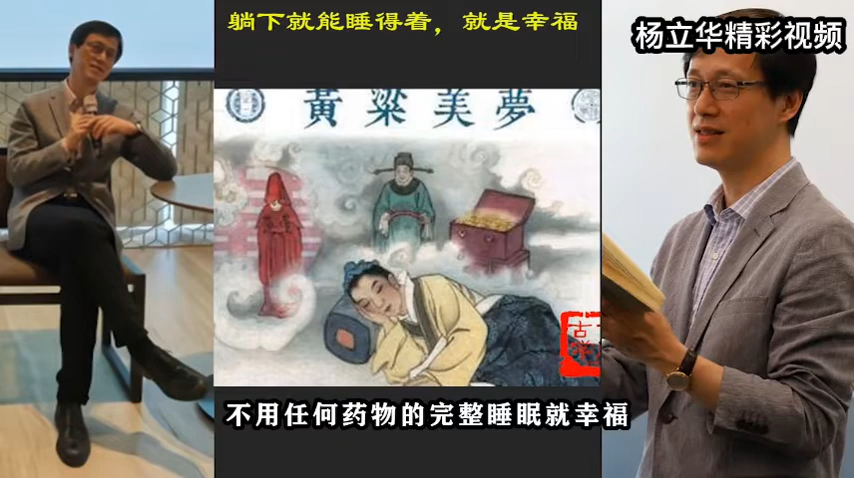 躺下就能睡得着，就是幸福
杨立华精彩视频
黄粱美夢
不用任何药物的完整睡眠就幸福